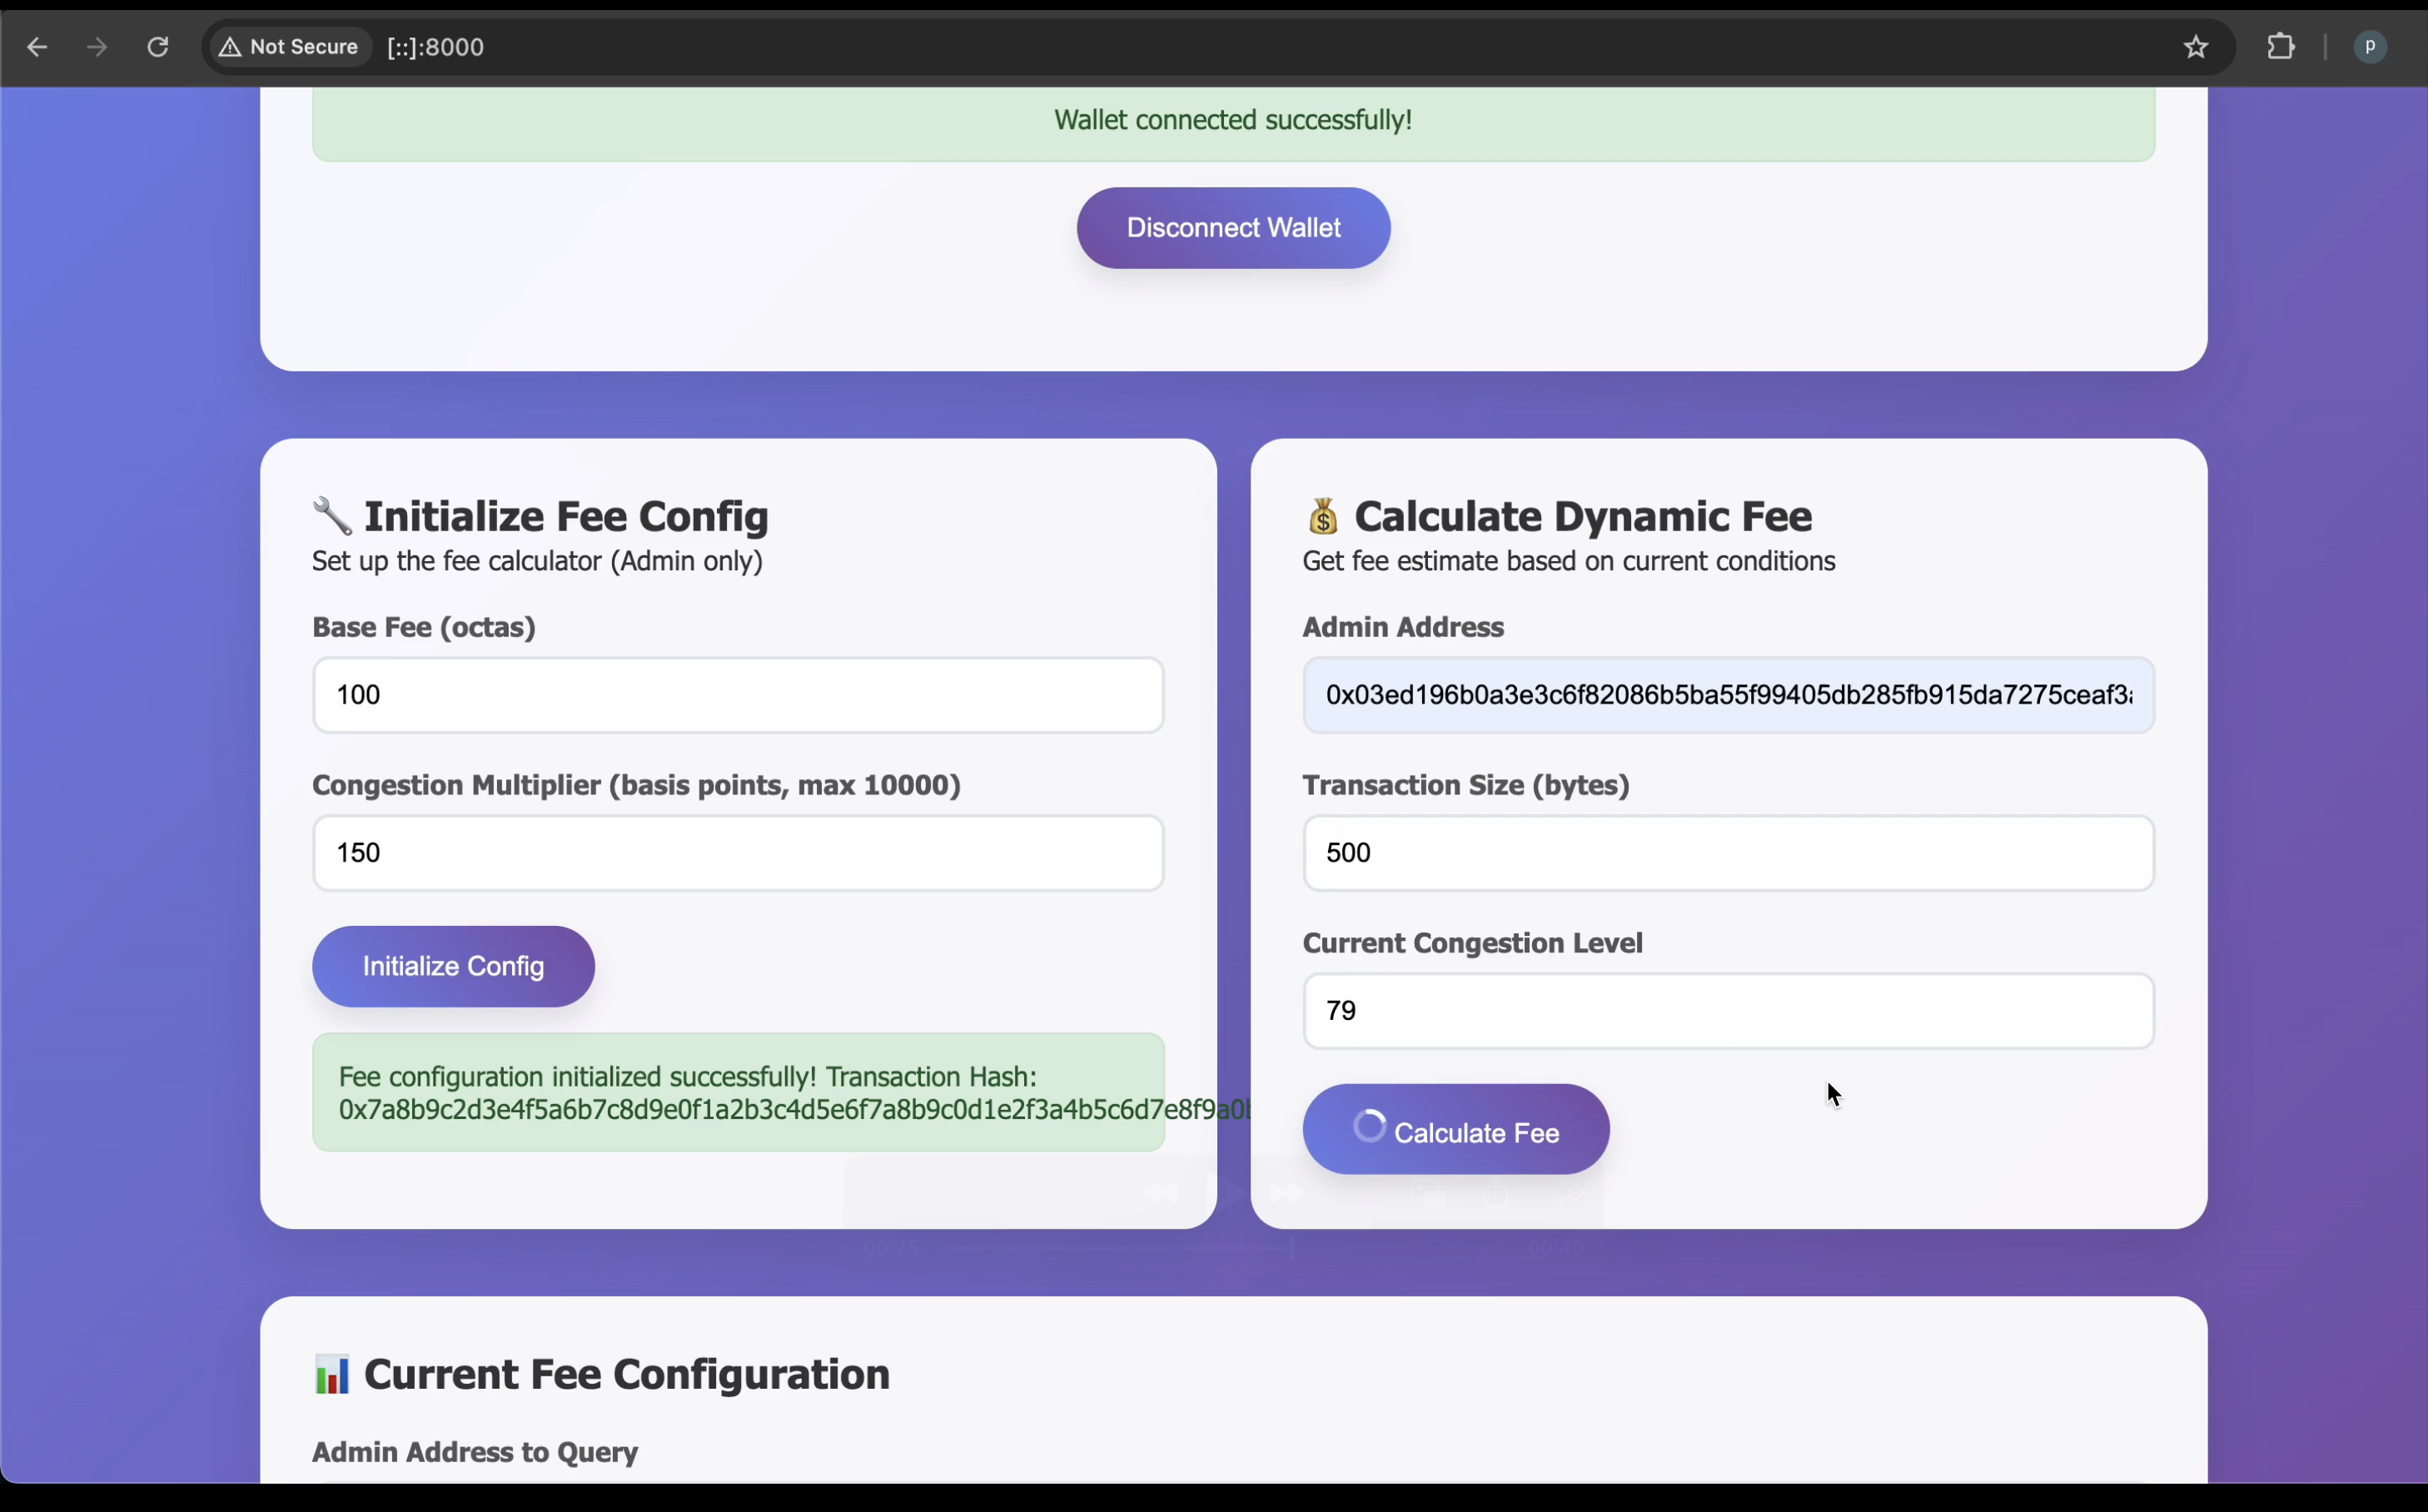 Not Secure [::]:8000
p
Wallet connected successfully!
Disconnect Wallet
🔧 Initialize Fee Config
Set up the fee calculator (Admin only)
Base Fee (octas)
100
Congestion Multiplier (basis points, max 10000)
150
Initialize Config
Fee configuration initialized successfully! Transaction Hash:
0x7a8b9c2d3e4f5a6b7c8d9e0f1a2b3c4d5e6f7a8b9c0d1e2f3a4b5c6d7e8f9a0
💰 Calculate Dynamic Fee
Get fee estimate based on current conditions
Admin Address
0x03ed196b0a3e3c6f82086b5ba55f99405db285fb915da7275ceaf3
Transaction Size (bytes)
500
Current Congestion Level
79
Calculate Fee
📊 Current Fee Configuration
Admin Address to Query